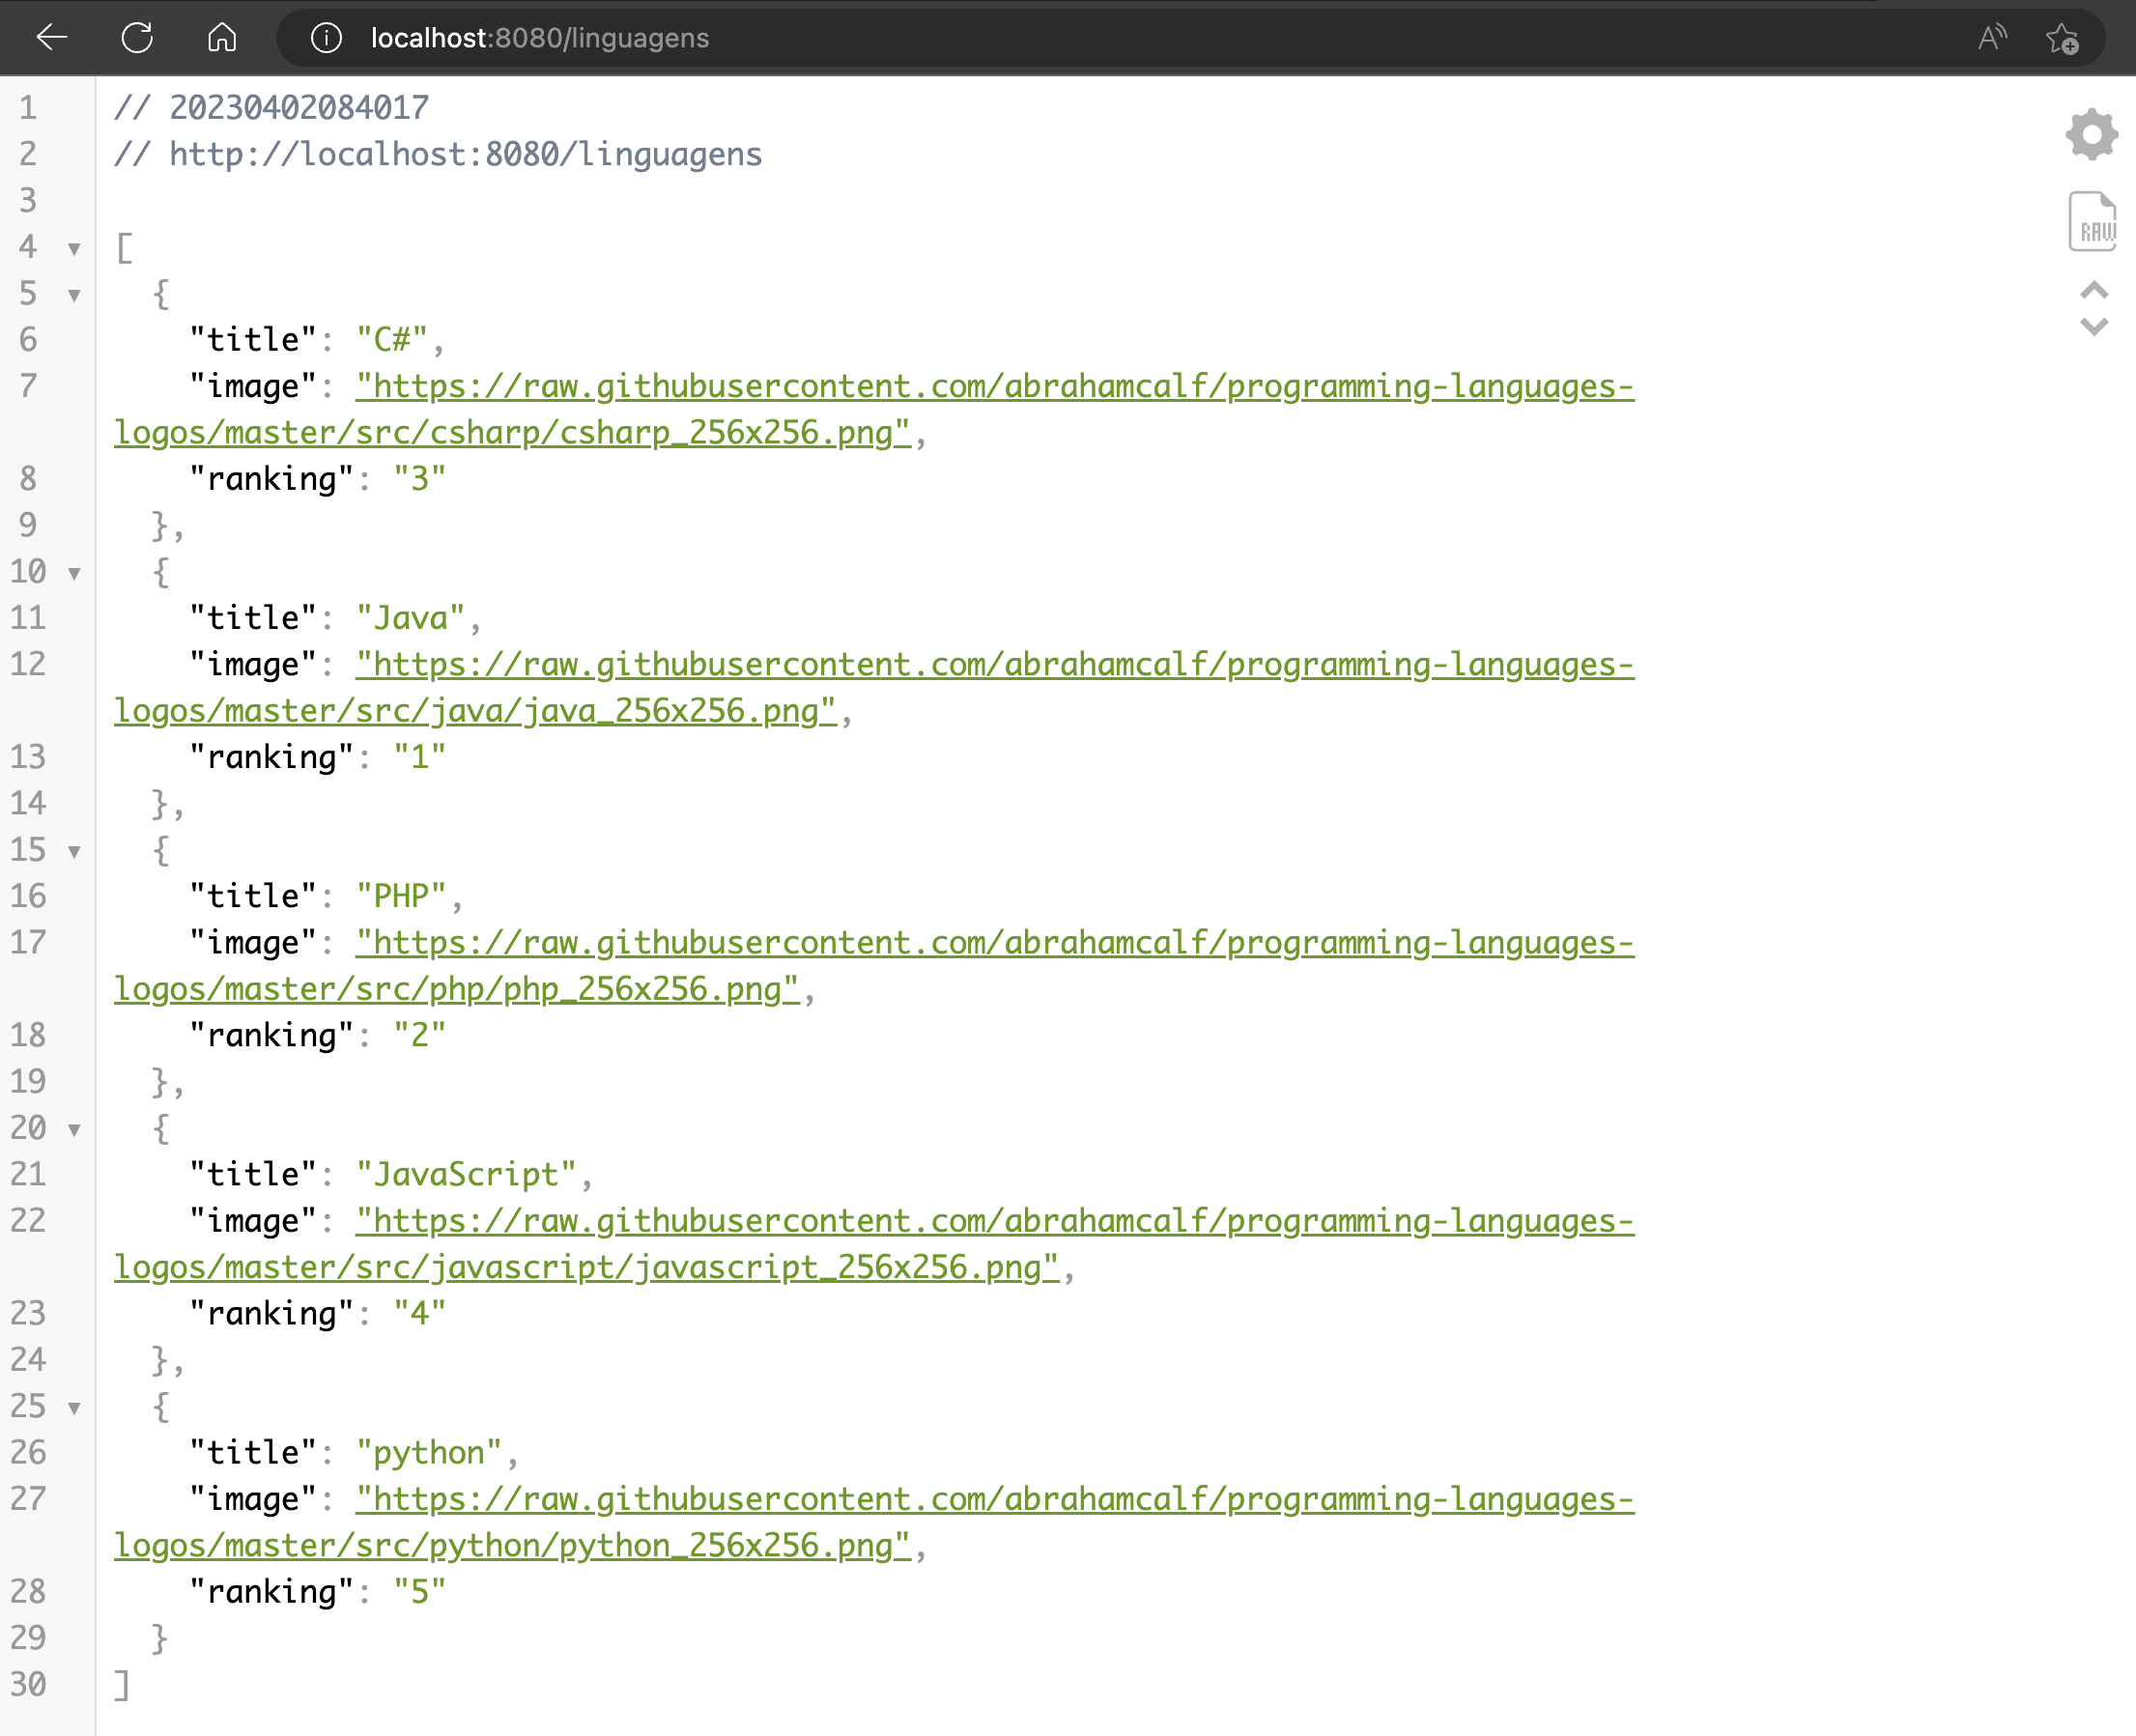 localhost:8080/linguagens
1 // 20230402084017
2 // http://localhost:8080/linguagens
3
4 [
5 {
6 "title": "C#",
7 "image": "https://raw.githubusercontent.com/abrahamcalf/programming-languages-
logos/master/src/csharp/csharp_256x256.png",
8 "ranking": "3"
9 },
10 {
11 "title": "Java",
12 "image": "https://raw.githubusercontent.com/abrahamcalf/programming-languages-
logos/master/src/java/java_256x256.png",
13 "ranking": "1"
14 },
15 {
16 "title": "PHP",
17 "image": "https://raw.githubusercontent.com/abrahamcalf/programming-languages-
logos/master/src/php/php_256x256.png",
18 "ranking": "2"
19 },
20 {
21 "title": "JavaScript",
22 "image": "https://raw.githubusercontent.com/abrahamcalf/programming-languages-
logos/master/src/javascript/javascript_256x256.png",
23 "ranking": "4"
24 },
25 {
26 "title": "python",
27 "image": "https://raw.githubusercontent.com/abrahamcalf/programming-languages-
logos/master/src/python/python_256x256.png",
28 "ranking": "5"
29 }
30 ]
RAW